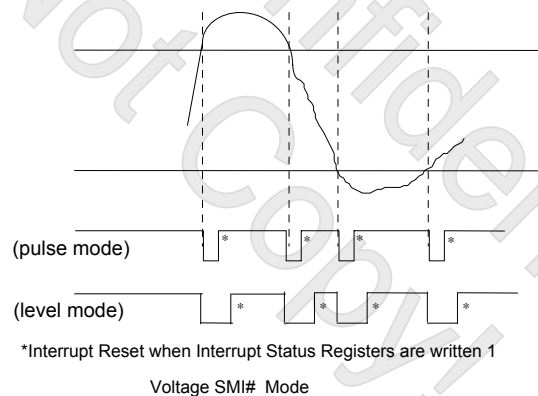 * * * *
(pulse mode)
* * * *
(level mode)
*Interrupt Reset when Interrupt Status Registers are written 1
Voltage SMI# Mode